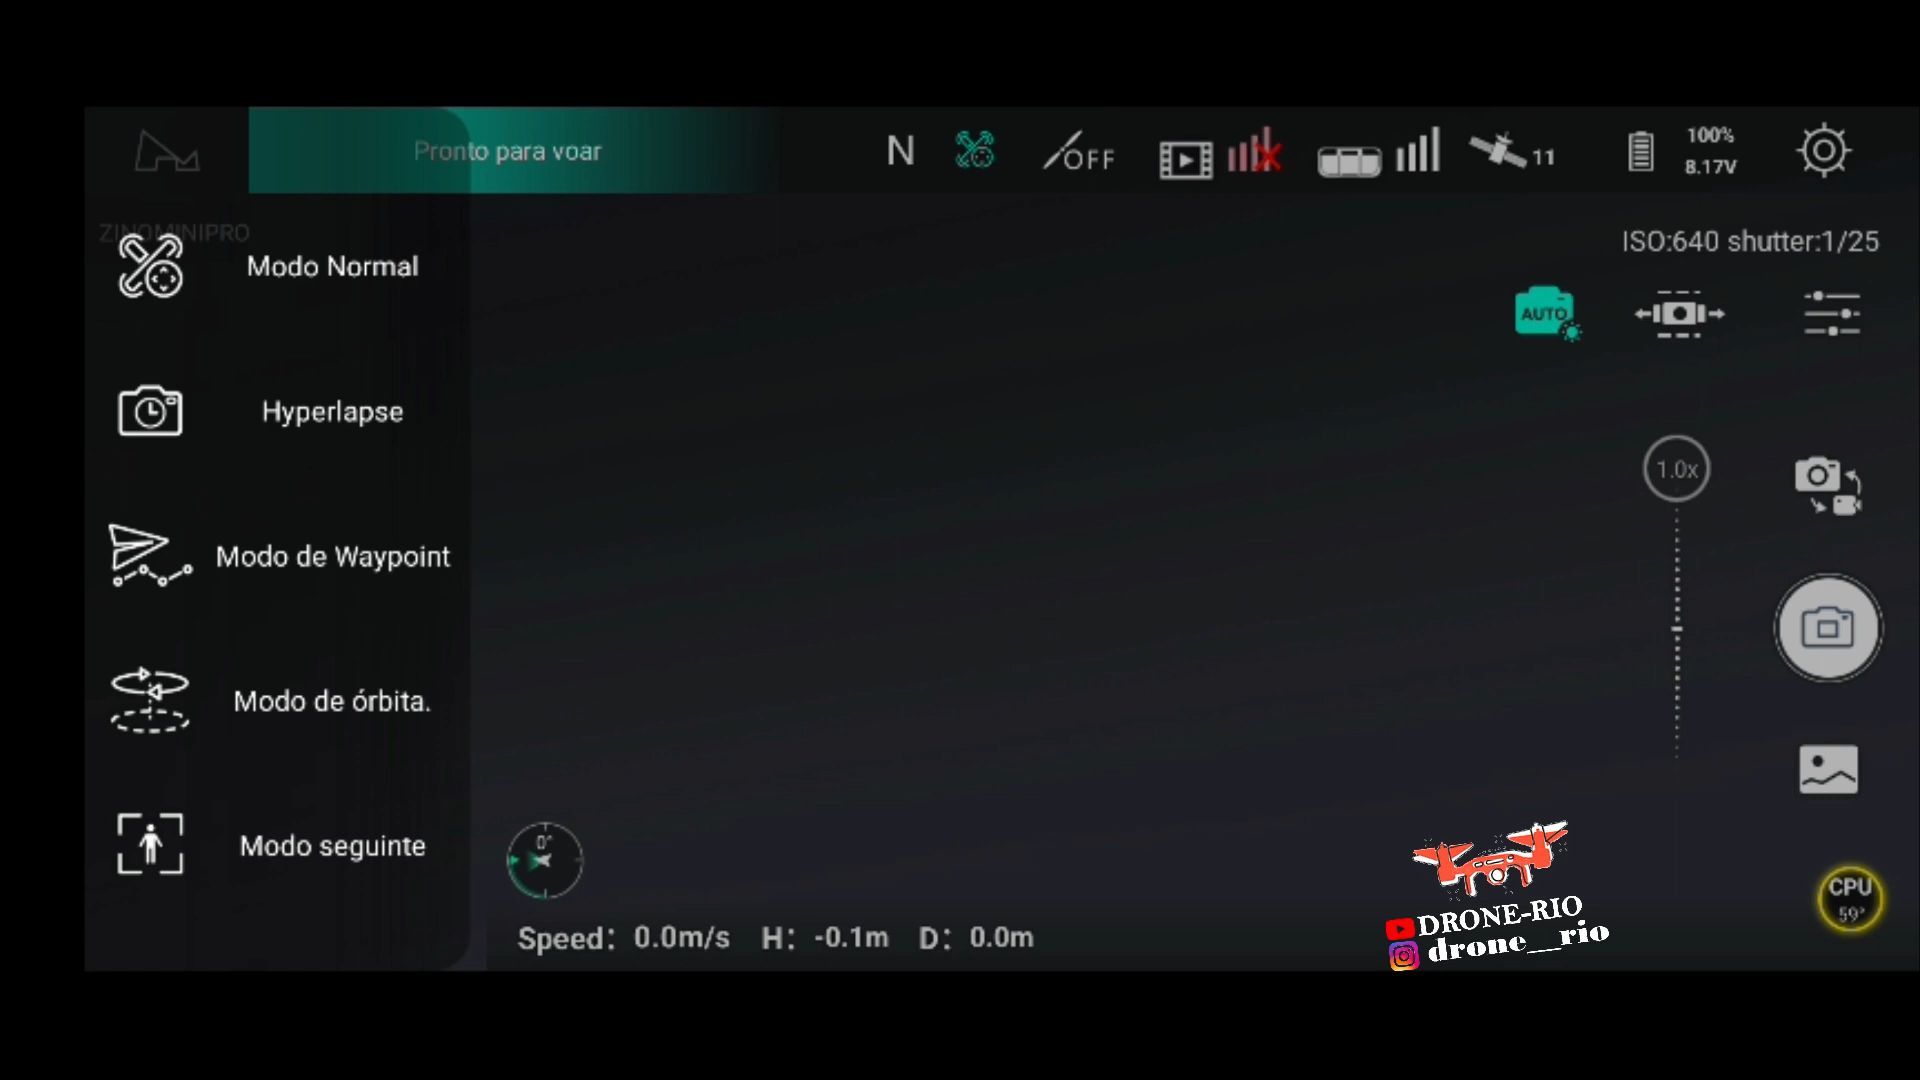 Pronto para voar
N
OFF
11
100%
8.17V
ZINOMINIPRO
ISO:640 shutter:1/25
Modo Normal
AUTO
Hyperlapse
1.0x
Modo de Waypoint
Modo de órbita.
Modo seguinte
0°
CPU
59°
DRONE-RIO
drone__rio
Speed: 0.0m/s H: -0.1m D: 0.0m